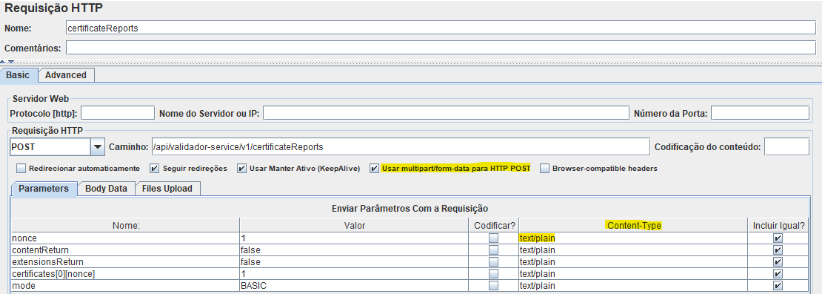 Requisição HTTP
Nome: certificateReports
Comentários:
Basic Advanced
Servidor Web
Protocolo [http]: Nome do Servidor ou IP: Número da Porta:
Requisição HTTP
POST Caminho: /api/validador-service/v1/certificateReports Codificação do conteúdo:
Redirecionar automaticamente Seguir redireções Usar Manter Ativo (KeepAlive) Usar multipart/form-data para HTTP POST Browser-compatible headers
Parameters Body Data Files Upload
Enviar Parâmetros Com a Requisição
Nome: Valor Codificar? Content-Type Incluir Igual?
nonce 1 text/plain
contentReturn false text/plain
extensionsReturn false text/plain
certificates[0][nonce] 1 text/plain
mode BASIC text/plain